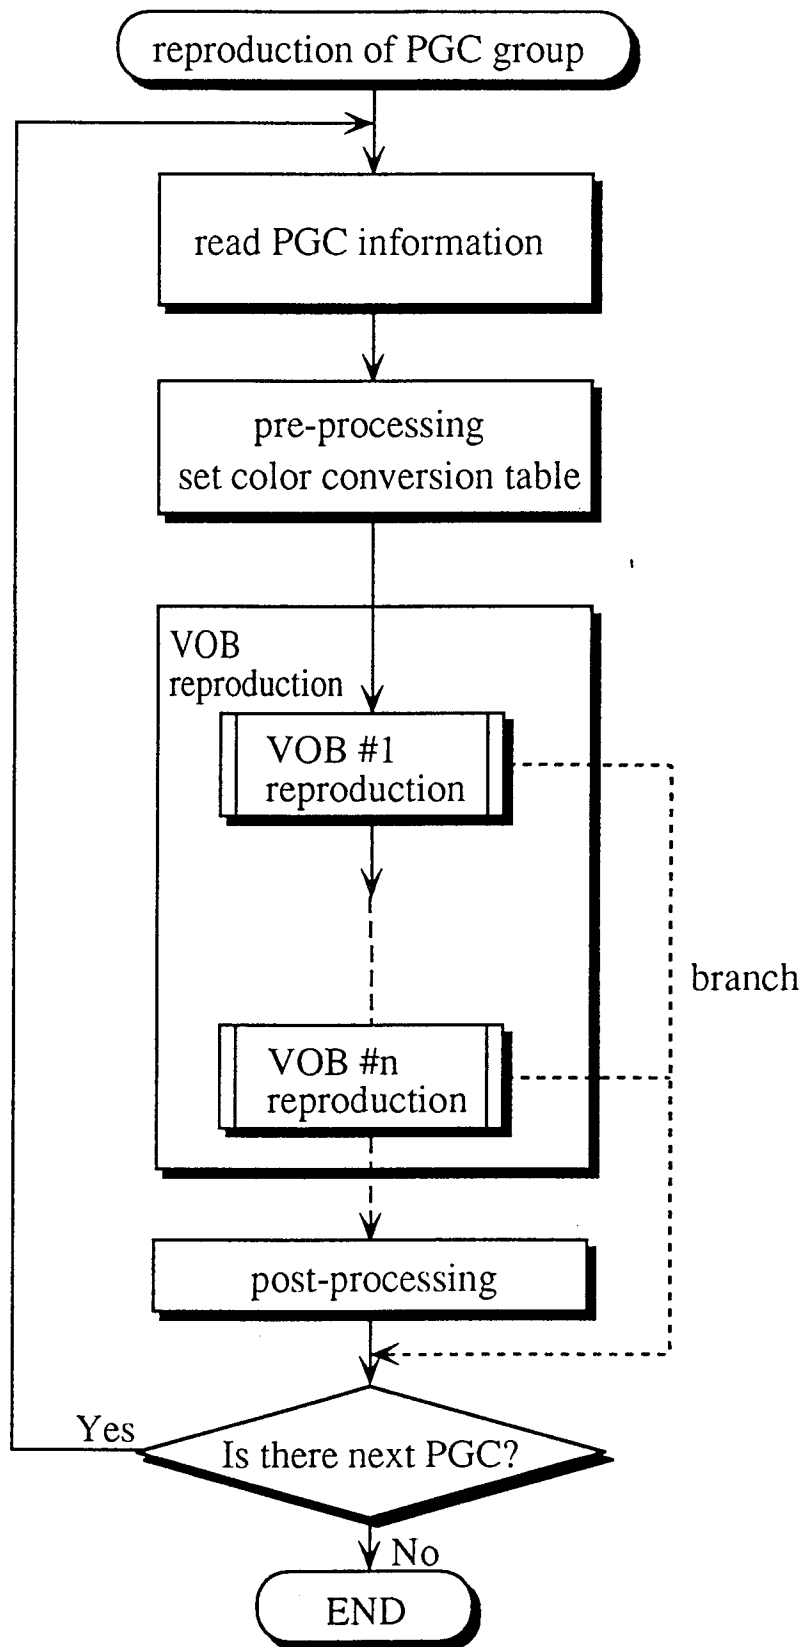 reproduction of PGC group
read PGC information
pre-processing
set color conversion table
VOB
reproduction
VOB #1
reproduction
branch
VOB #n
reproduction
post-processing
Yes
Is there next PGC?
No
END